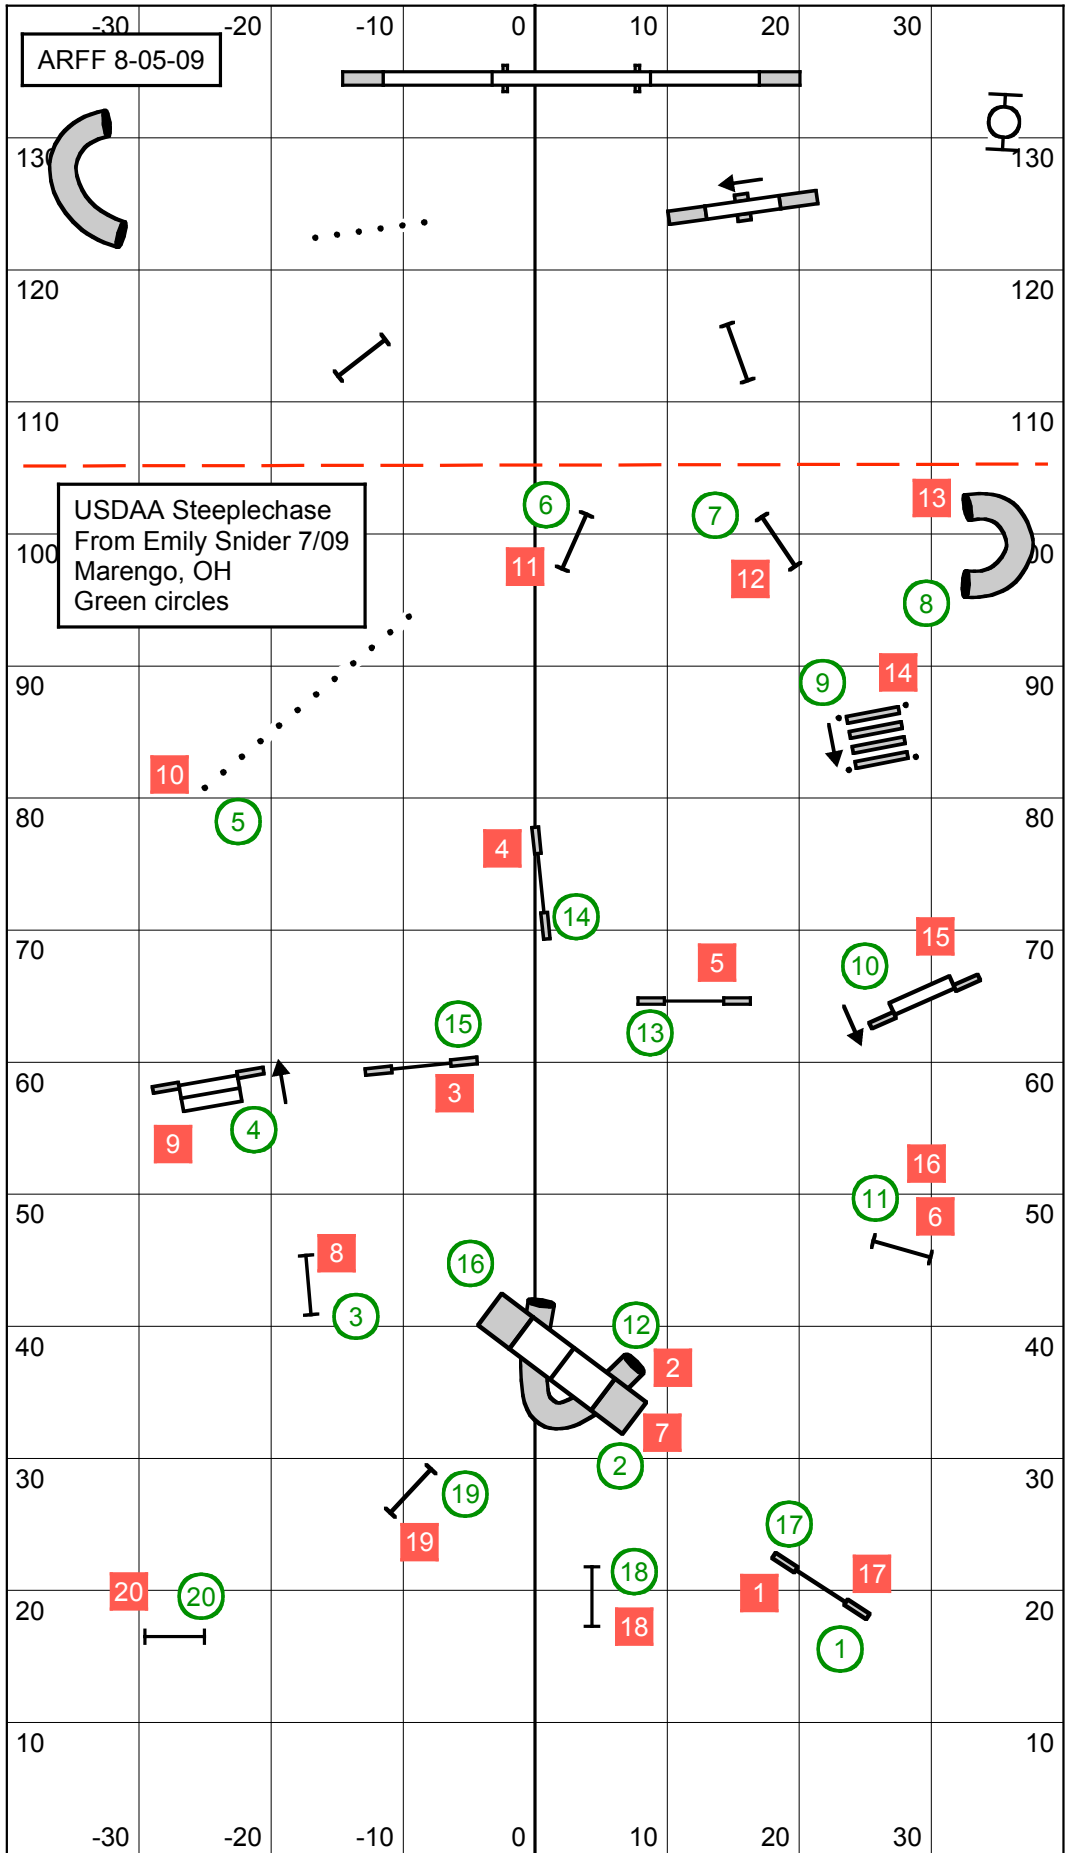 -30 -20 -10 0 10 20 30
ARFF 8-05-09
130 130
120 120
110 110
USDAA Steeplechase
From Emily Snider 7/09
Marengo, OH
Green circles
6 7 13
100 00
11 12
8
90 14 90
9
10
5
80 80
4
14
70 15 70
5 10
15 13
60 3 60
4
9
16
11
50 6 50
8 16
3 12
40 2 40
7
30 2 30
19
19 17
18 17
20 20 20 1 20
18
1
10 10
-30 -20 -10 0 10 20 30